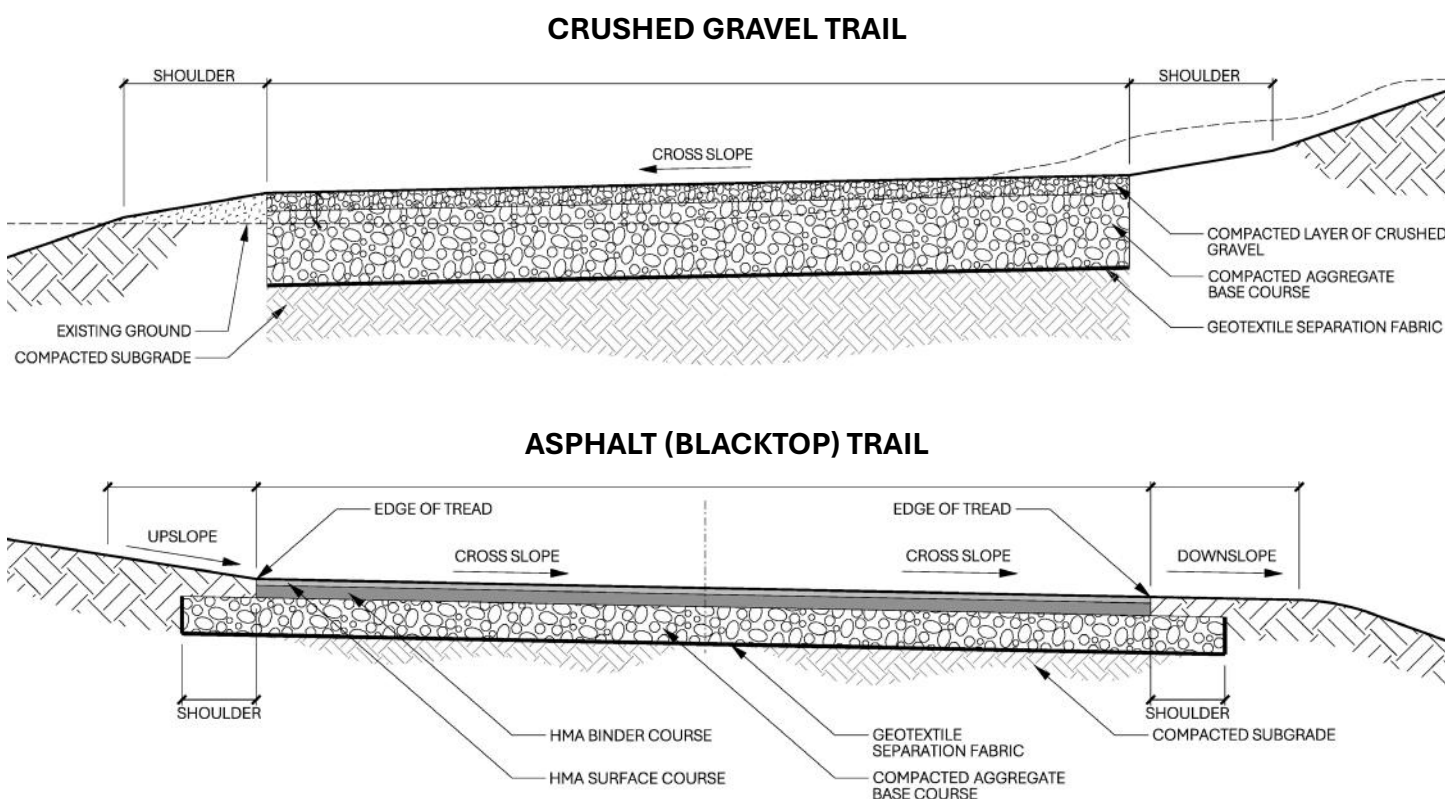 CRUSHED GRAVEL TRAIL
SHOULDER
SHOULDER
CROSS SLOPE
COMPACTED LAYER OF CRUSHED
GRAVEL
COMPACTED AGGREGATE
BASE COURSE
GEOTEXTILE SEPARATION FABRIC
EXISTING GROUND
COMPACTED SUBGRADE
ASPHALT (BLACKTOP) TRAIL
EDGE OF TREAD
EDGE OF TREAD
UPSLOPE
CROSS SLOPE
CROSS SLOPE
DOWNSLOPE
SHOULDER
SHOULDER
HMA BINDER COURSE
GEOTEXTILE
SEPARATION FABRIC
COMPACTED SUBGRADE
HMA SURFACE COURSE
COMPACTED AGGREGATE
BASE COURSE